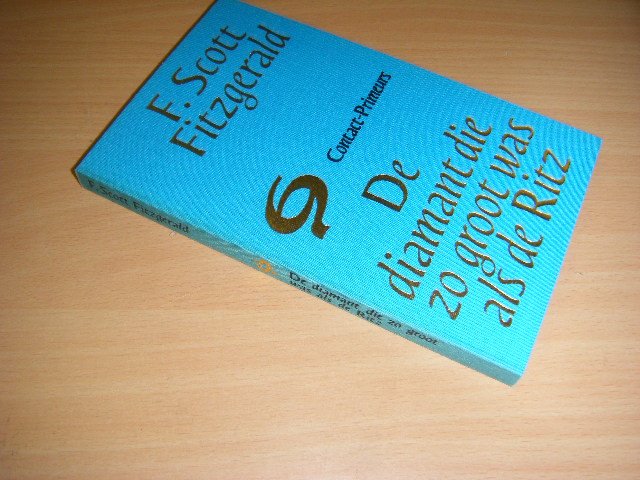 F. Scott
Fitzgerald
Contact-Primeurs
De
diamant die
zo groot was
als de Ritz
F. Scott Fitzgerald
De diamant die zo groot
was als de Ritz